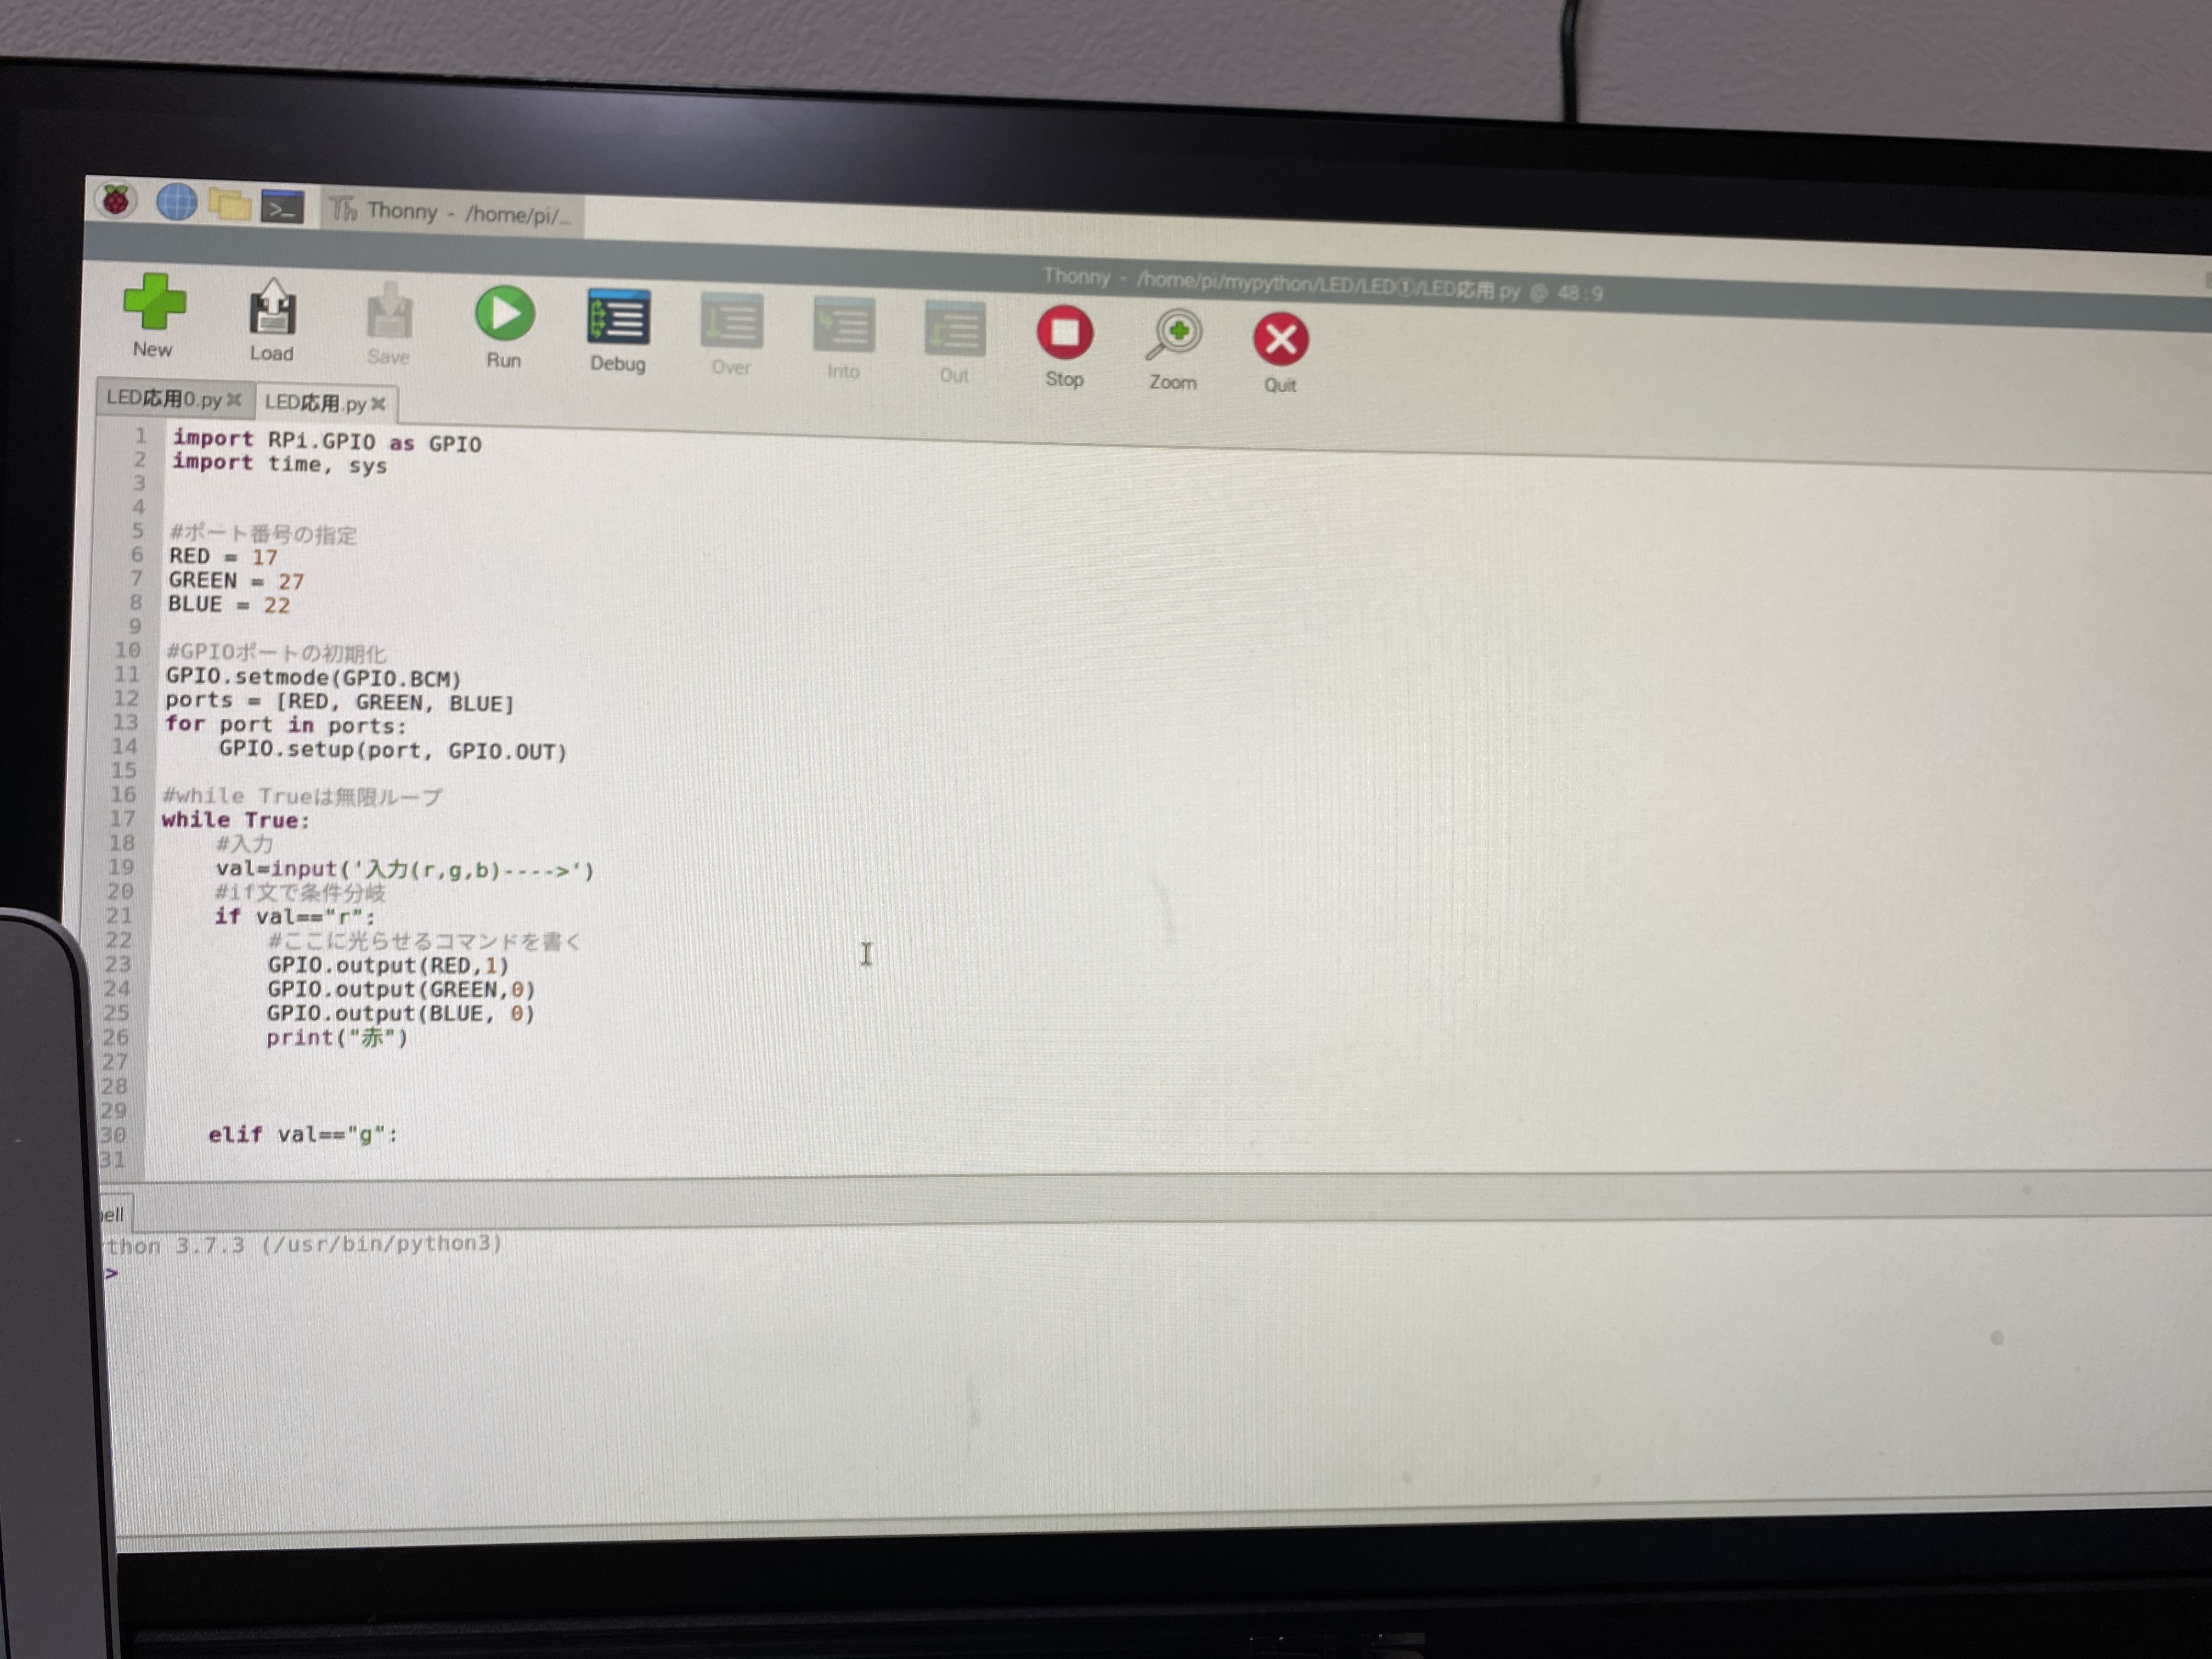 Thonny - /home/pi/...
Thonny - /home/pi/mypython/LED/LED①/LED応用.py @ 48:9
New Load Save Run Debug Over Into Out Stop Zoom Quit
LED応用0.py LED応用.py
1 import RPi.GPIO as GPIO
2 import time, sys
3
4
5 #ポート番号の指定
6 RED = 17
7 GREEN = 27
8 BLUE = 22
9
10 #GPIOポートの初期化
11 GPIO.setmode(GPIO.BCM)
12 ports = [RED, GREEN, BLUE]
13 for port in ports:
14 GPIO.setup(port, GPIO.OUT)
15
16 #while Trueは無限ループ
17 while True:
18 #入力
19 val=input('入力(r,g,b)---->')
20 #if文で条件分岐
21 if val=="r":
22 #ここに光らせるコマンドを書く
23 GPIO.output(RED,1)
24 GPIO.output(GREEN,0)
25 GPIO.output(BLUE, 0)
26 print("赤")
27
28
29
30 elif val=="g":
31
ell
thon 3.7.3 (/usr/bin/python3)
>